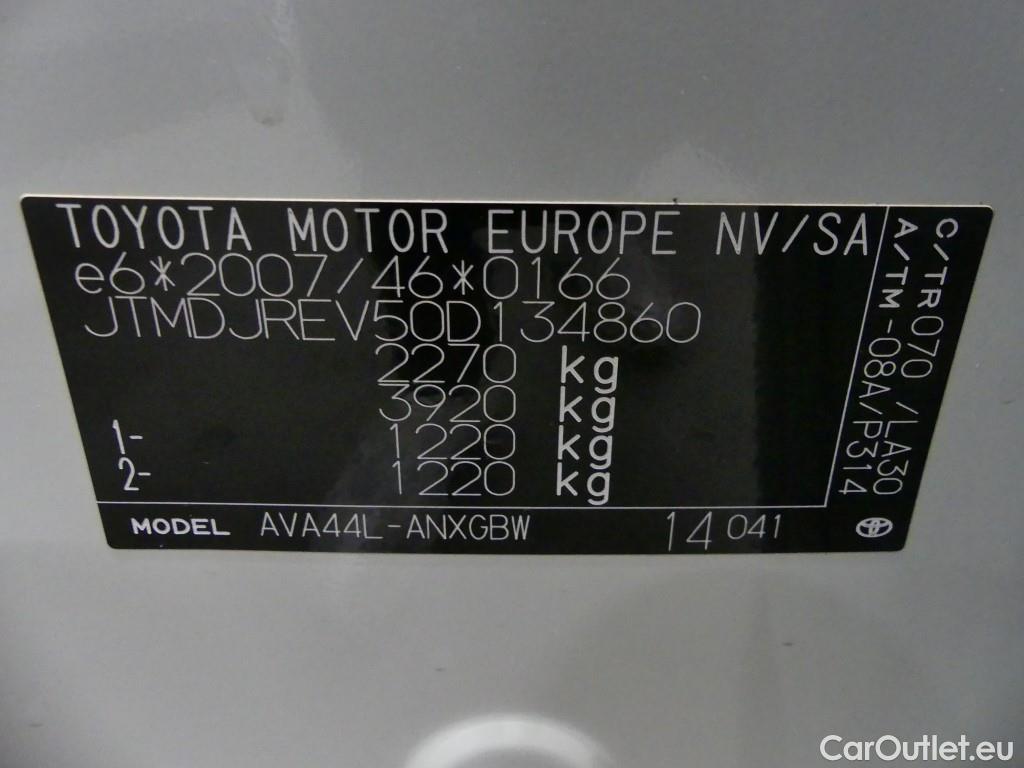 TOYOTA MOTOR EUROPE NV/SA
e6*2007/46*0166
JTMDJREV50D134860
2270 kg
3920 kg
1- 1220 kg
2- 1220 kg
C/TR070 /LA30
A/TM-08A/P314
MODEL AVA44L-ANXGBW 14 041
CarOutlet.eu